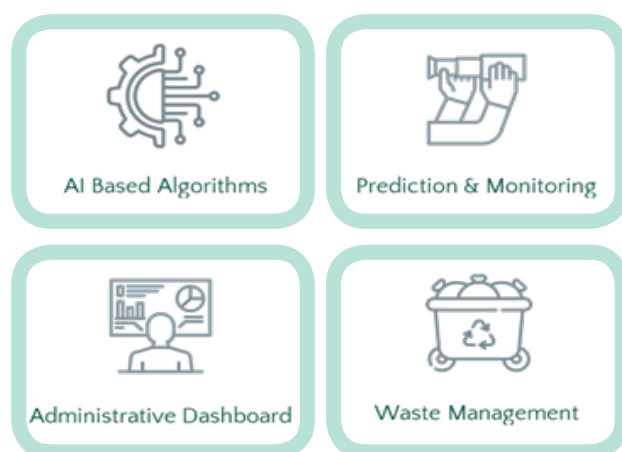 AI Based Algorithms
Prediction & Monitoring
Administrative Dashboard
Waste Management